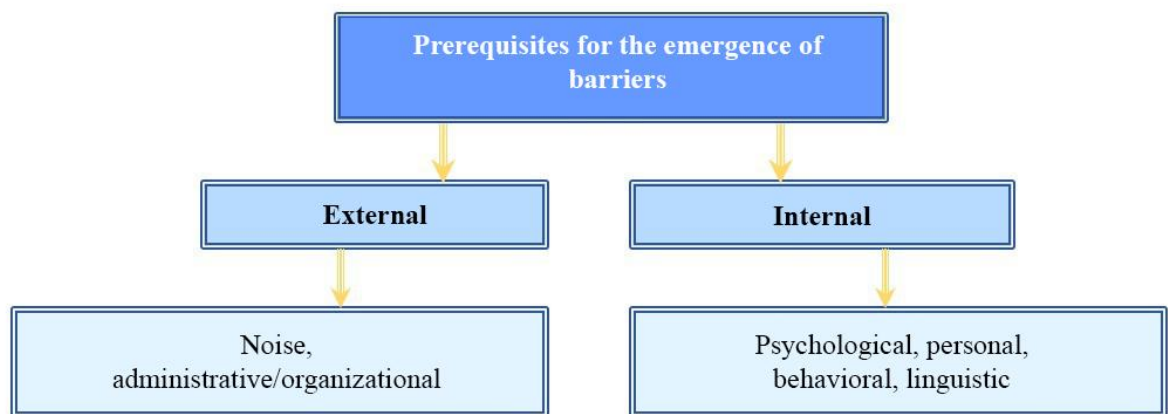 Prerequisites for the emergence of
barriers
External
Internal
Noise,
administrative/organizational
Psychological, personal,
behavioral, linguistic